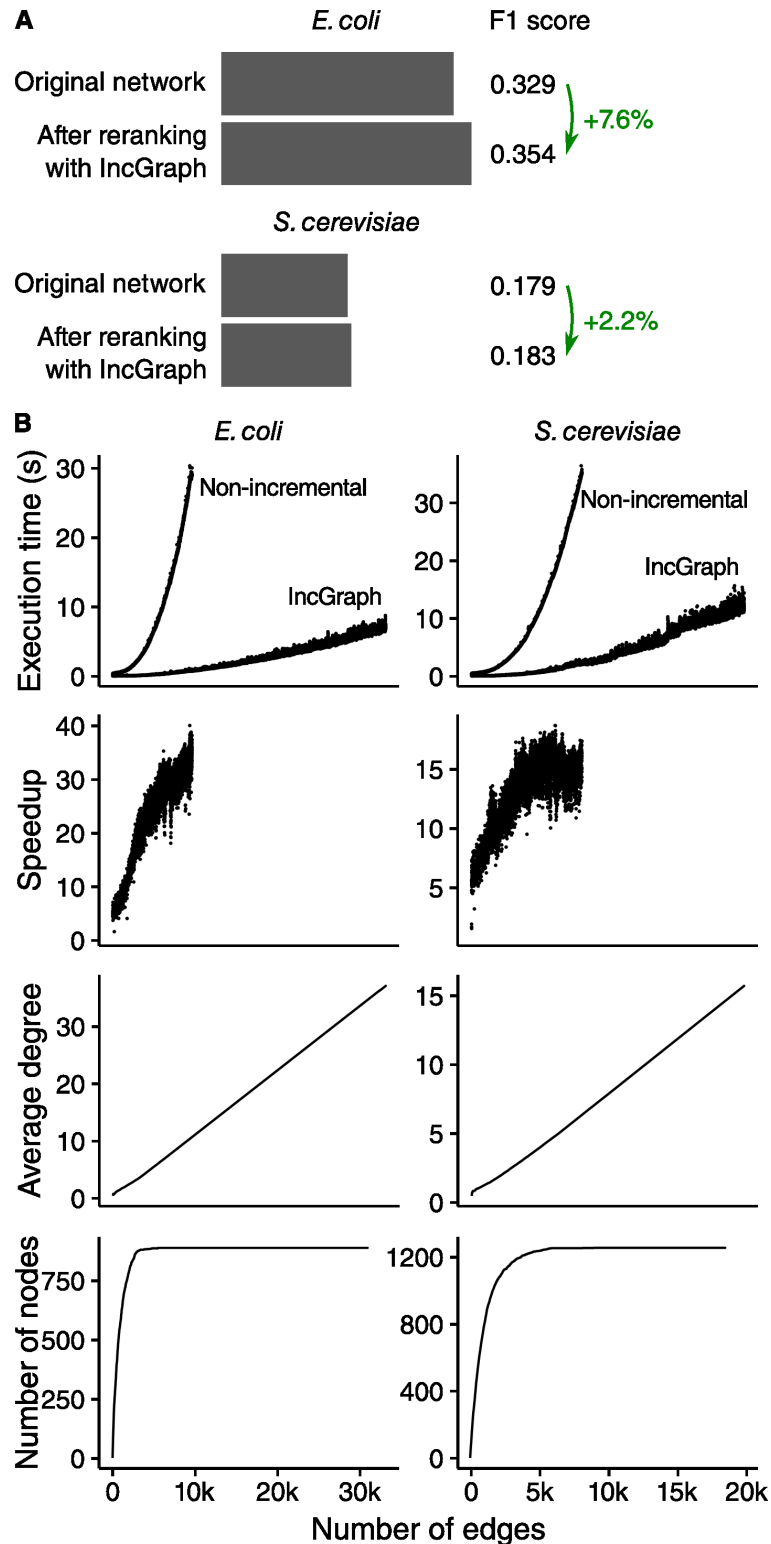 A
E. coli
F1 score
Original network
0.329
+7.6%
After reranking
with IncGraph
0.354
S. cerevisiae
Original network
0.179
+2.2%
After reranking
with IncGraph
0.183
B
E. coli
S. cerevisiae
Execution time (s)
30
20
10
0
Non-incremental
IncGraph
30
20
10
0
Non-incremental
IncGraph
Speedup
40
30
20
10
0
15
10
5
Average degree
30
20
10
0
15
10
5
0
Number of nodes
750
500
250
0
1200
800
400
0
0 10k 20k 30k
0 5k 10k 15k 20k
Number of edges